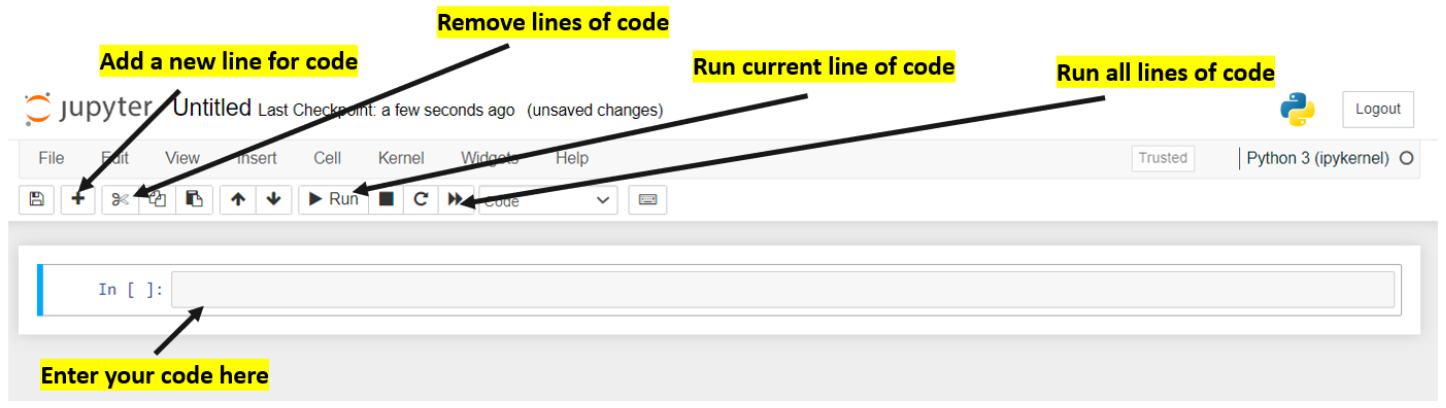 Remove lines of code
Add a new line for code
Run current line of code
Run all lines of code
jupyter Untitled Last Checkpoint: a few seconds ago (unsaved changes)
Logout
File Edit View Insert Cell Kernel Widgets Help
Trusted
Python 3 (ipykernel)
Run
Code
In [ ]:
Enter your code here